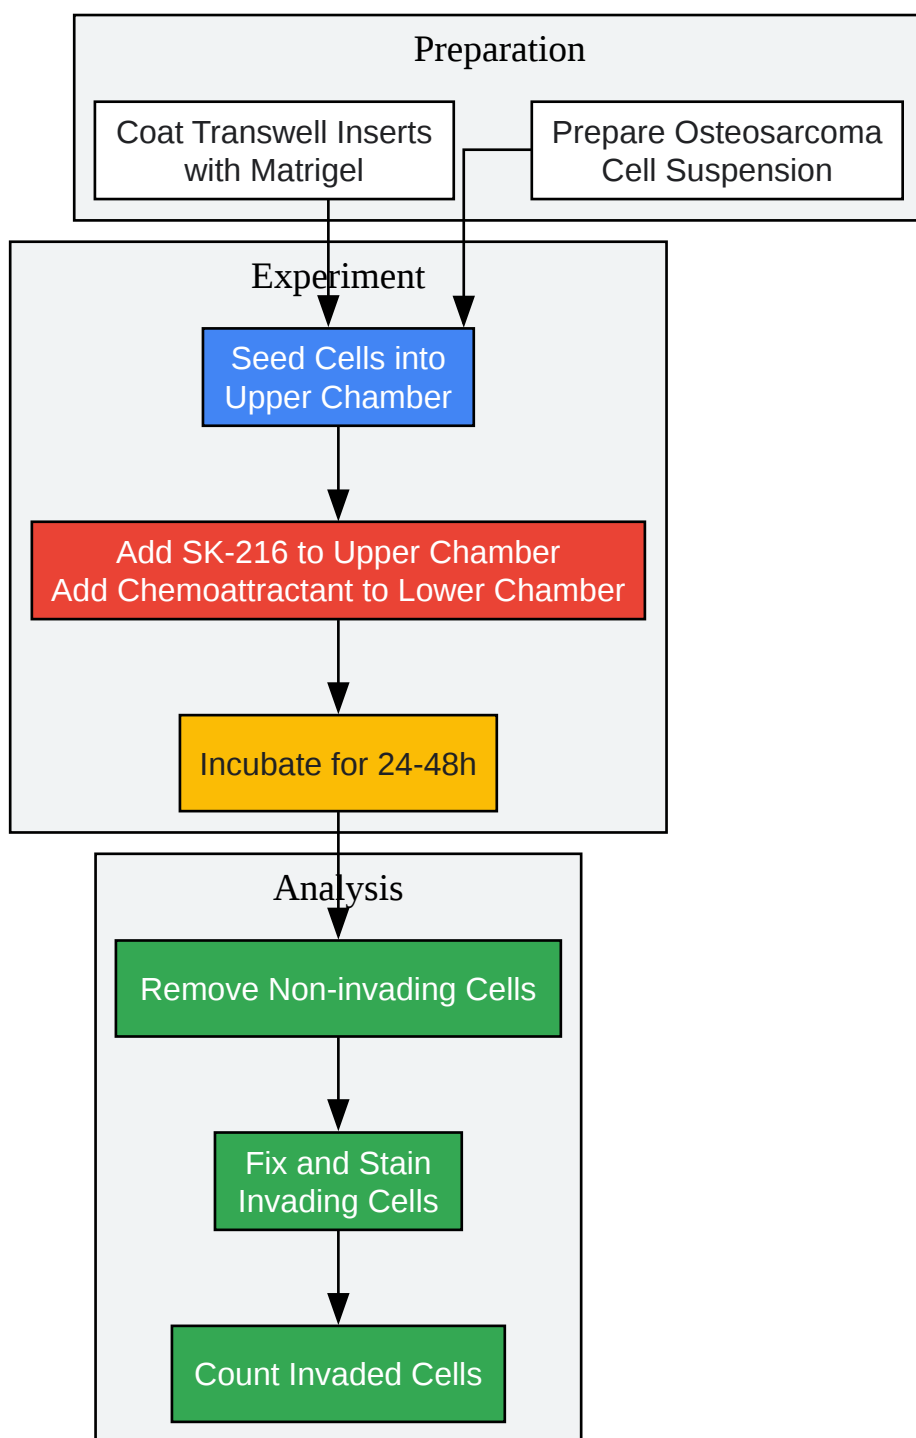 Preparation
Coat Transwell Inserts
with Matrigel
Prepare Osteosarcoma
Cell Suspension
Experiment
Seed Cells into
Upper Chamber
Add SK-216 to Upper Chamber
Add Chemoattractant to Lower Chamber
Incubate for 24-48h
Analysis
Remove Non-invading Cells
Fix and Stain
Invading Cells
Count Invaded Cells